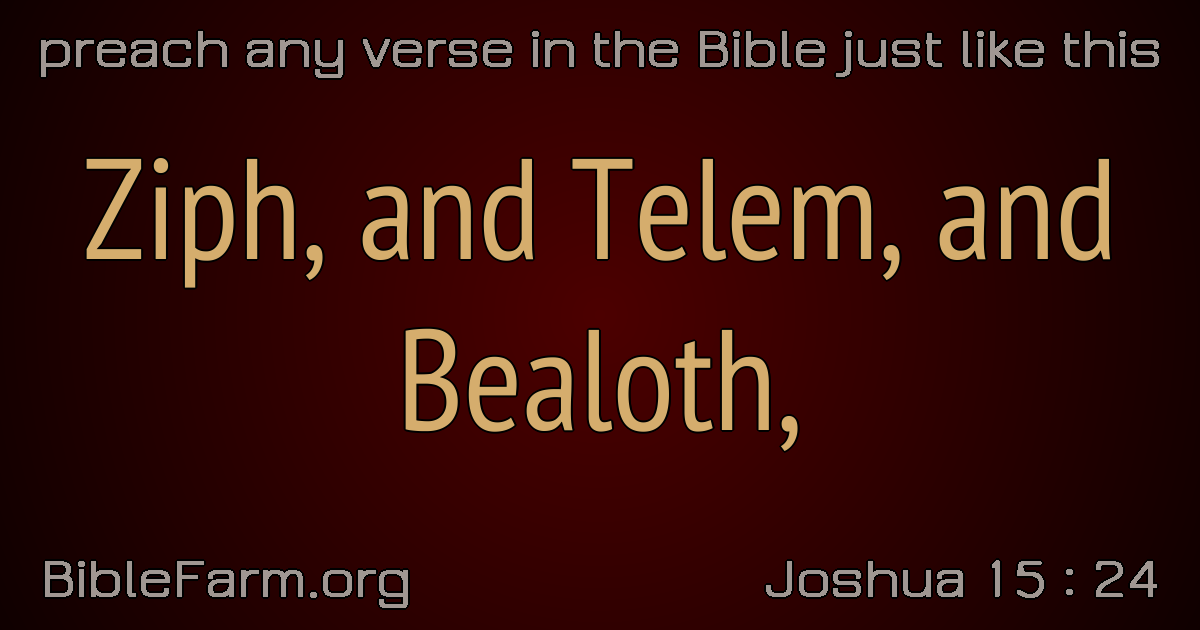 preach any verse in the Bible just like this
Ziph, and Telem, and
Bealoth,
BibleFarm.org
Joshua 15 : 24